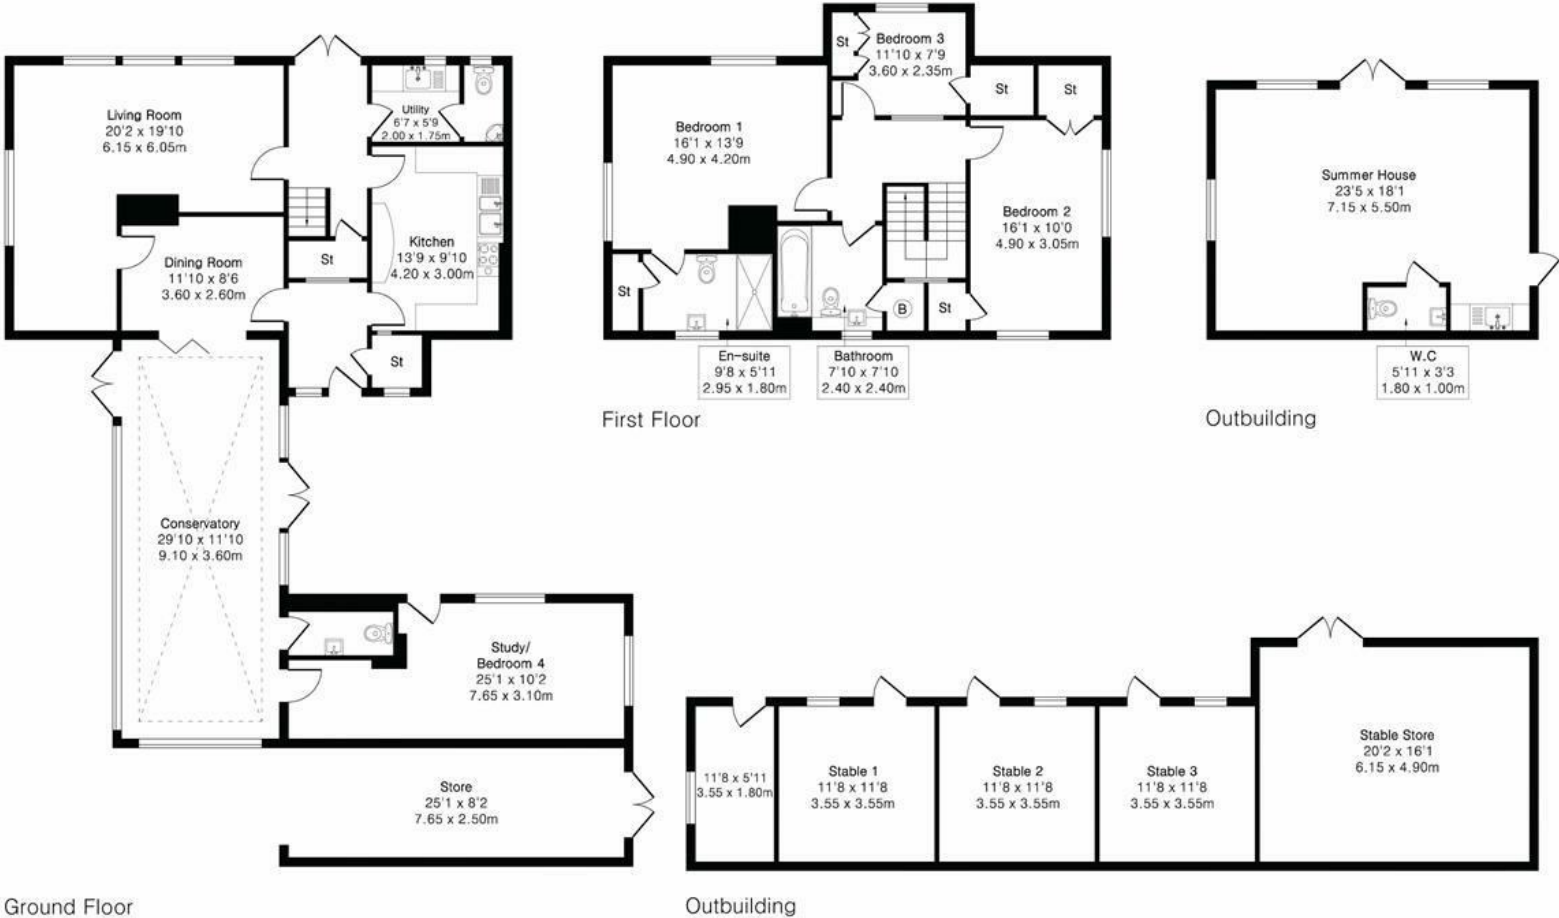 Living Room
20'2 x 19'10
6.15 x 6.05m
Utility
6'7 x 5'9
2.00 x 1.75m
Kitchen
13'9 x 9'10
4.20 x 3.00m
St
Dining Room
11'10 x 8'6
3.60 x 2.60m
St
Conservatory
29'10 x 11'10
9.10 x 3.60m
Study/
Bedroom 4
25'1 x 10'2
7.65 x 3.10m
Store
25'1 x 8'2
7.65 x 2.50m
Ground Floor
St
Bedroom 3
11'10 x 7'9
3.60 x 2.35m
St
St
Bedroom 1
16'1 x 13'9
4.90 x 4.20m
Bedroom 2
16'1 x 10'0
4.90 x 3.05m
St
B
St
En-suite
9'8 x 5'11
2.95 x 1.80m
Bathroom
7'10 x 7'10
2.40 x 2.40m
First Floor
Summer House
23'5 x 18'1
7.15 x 5.50m
W.C
5'11 x 3'3
1.80 x 1.00m
Outbuilding
11'8 x 5'11
3.55 x 1.80m
Stable 1
11'8 x 11'8
3.55 x 3.55m
Stable 2
11'8 x 11'8
3.55 x 3.55m
Stable 3
11'8 x 11'8
3.55 x 3.55m
Stable Store
20'2 x 16'1
6.15 x 4.90m
Outbuilding